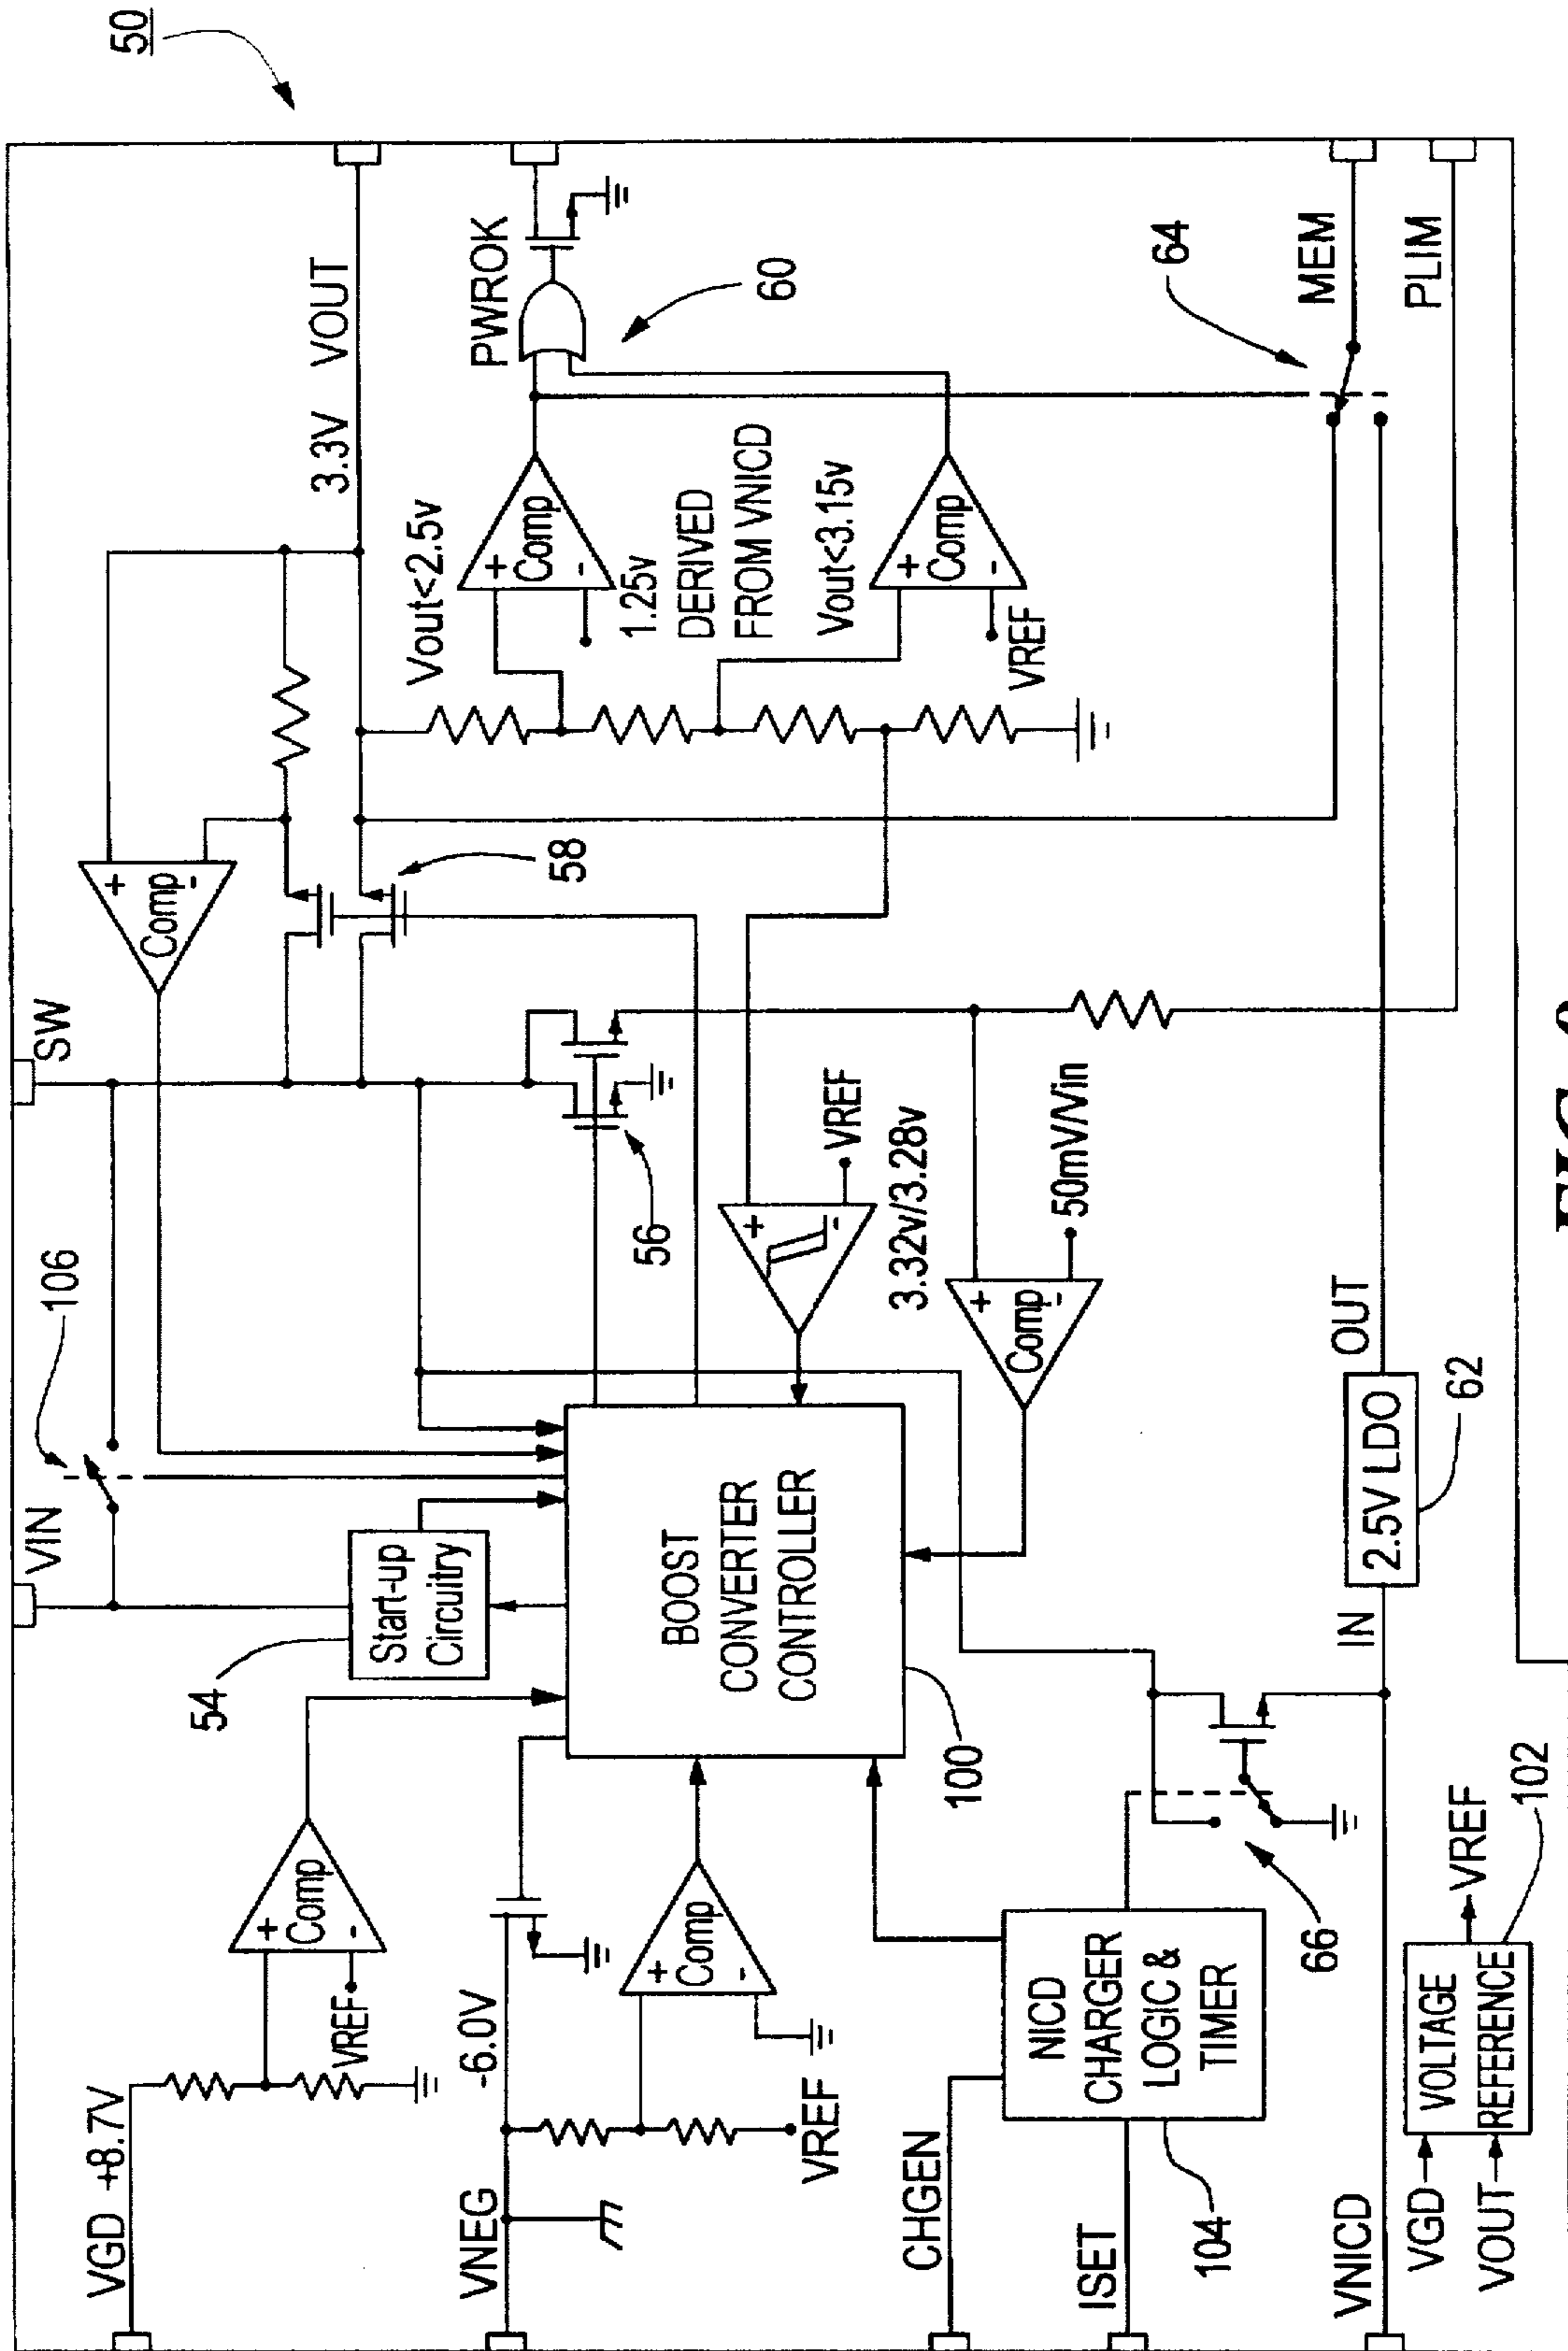 50
VIN
SW
106
VGD +8.7V
+
Comp
-
VREF
54
Start-up
Circuitry
+
Comp
-
58
3.3V VOUT
VNEG
-6.0V
+
Comp
-
VREF
BOOST
CONVERTER
CONTROLLER
100
56
+
-
VREF
3.32v/3.28v
Vout<2.5v
+
Comp
-
1.25v
DERIVED
FROM VNICD
Vout<3.15v
+
Comp
-
VREF
PWROK
60
CHGEN
ISET
NICD
CHARGER
LOGIC &
TIMER
104
66
+
Comp
-
50mV/Vin
64
MEM
PLIM
VNICD
IN
2.5V LDO
OUT
62
VGD
VOUT
VOLTAGE
REFERENCE
VREF
102